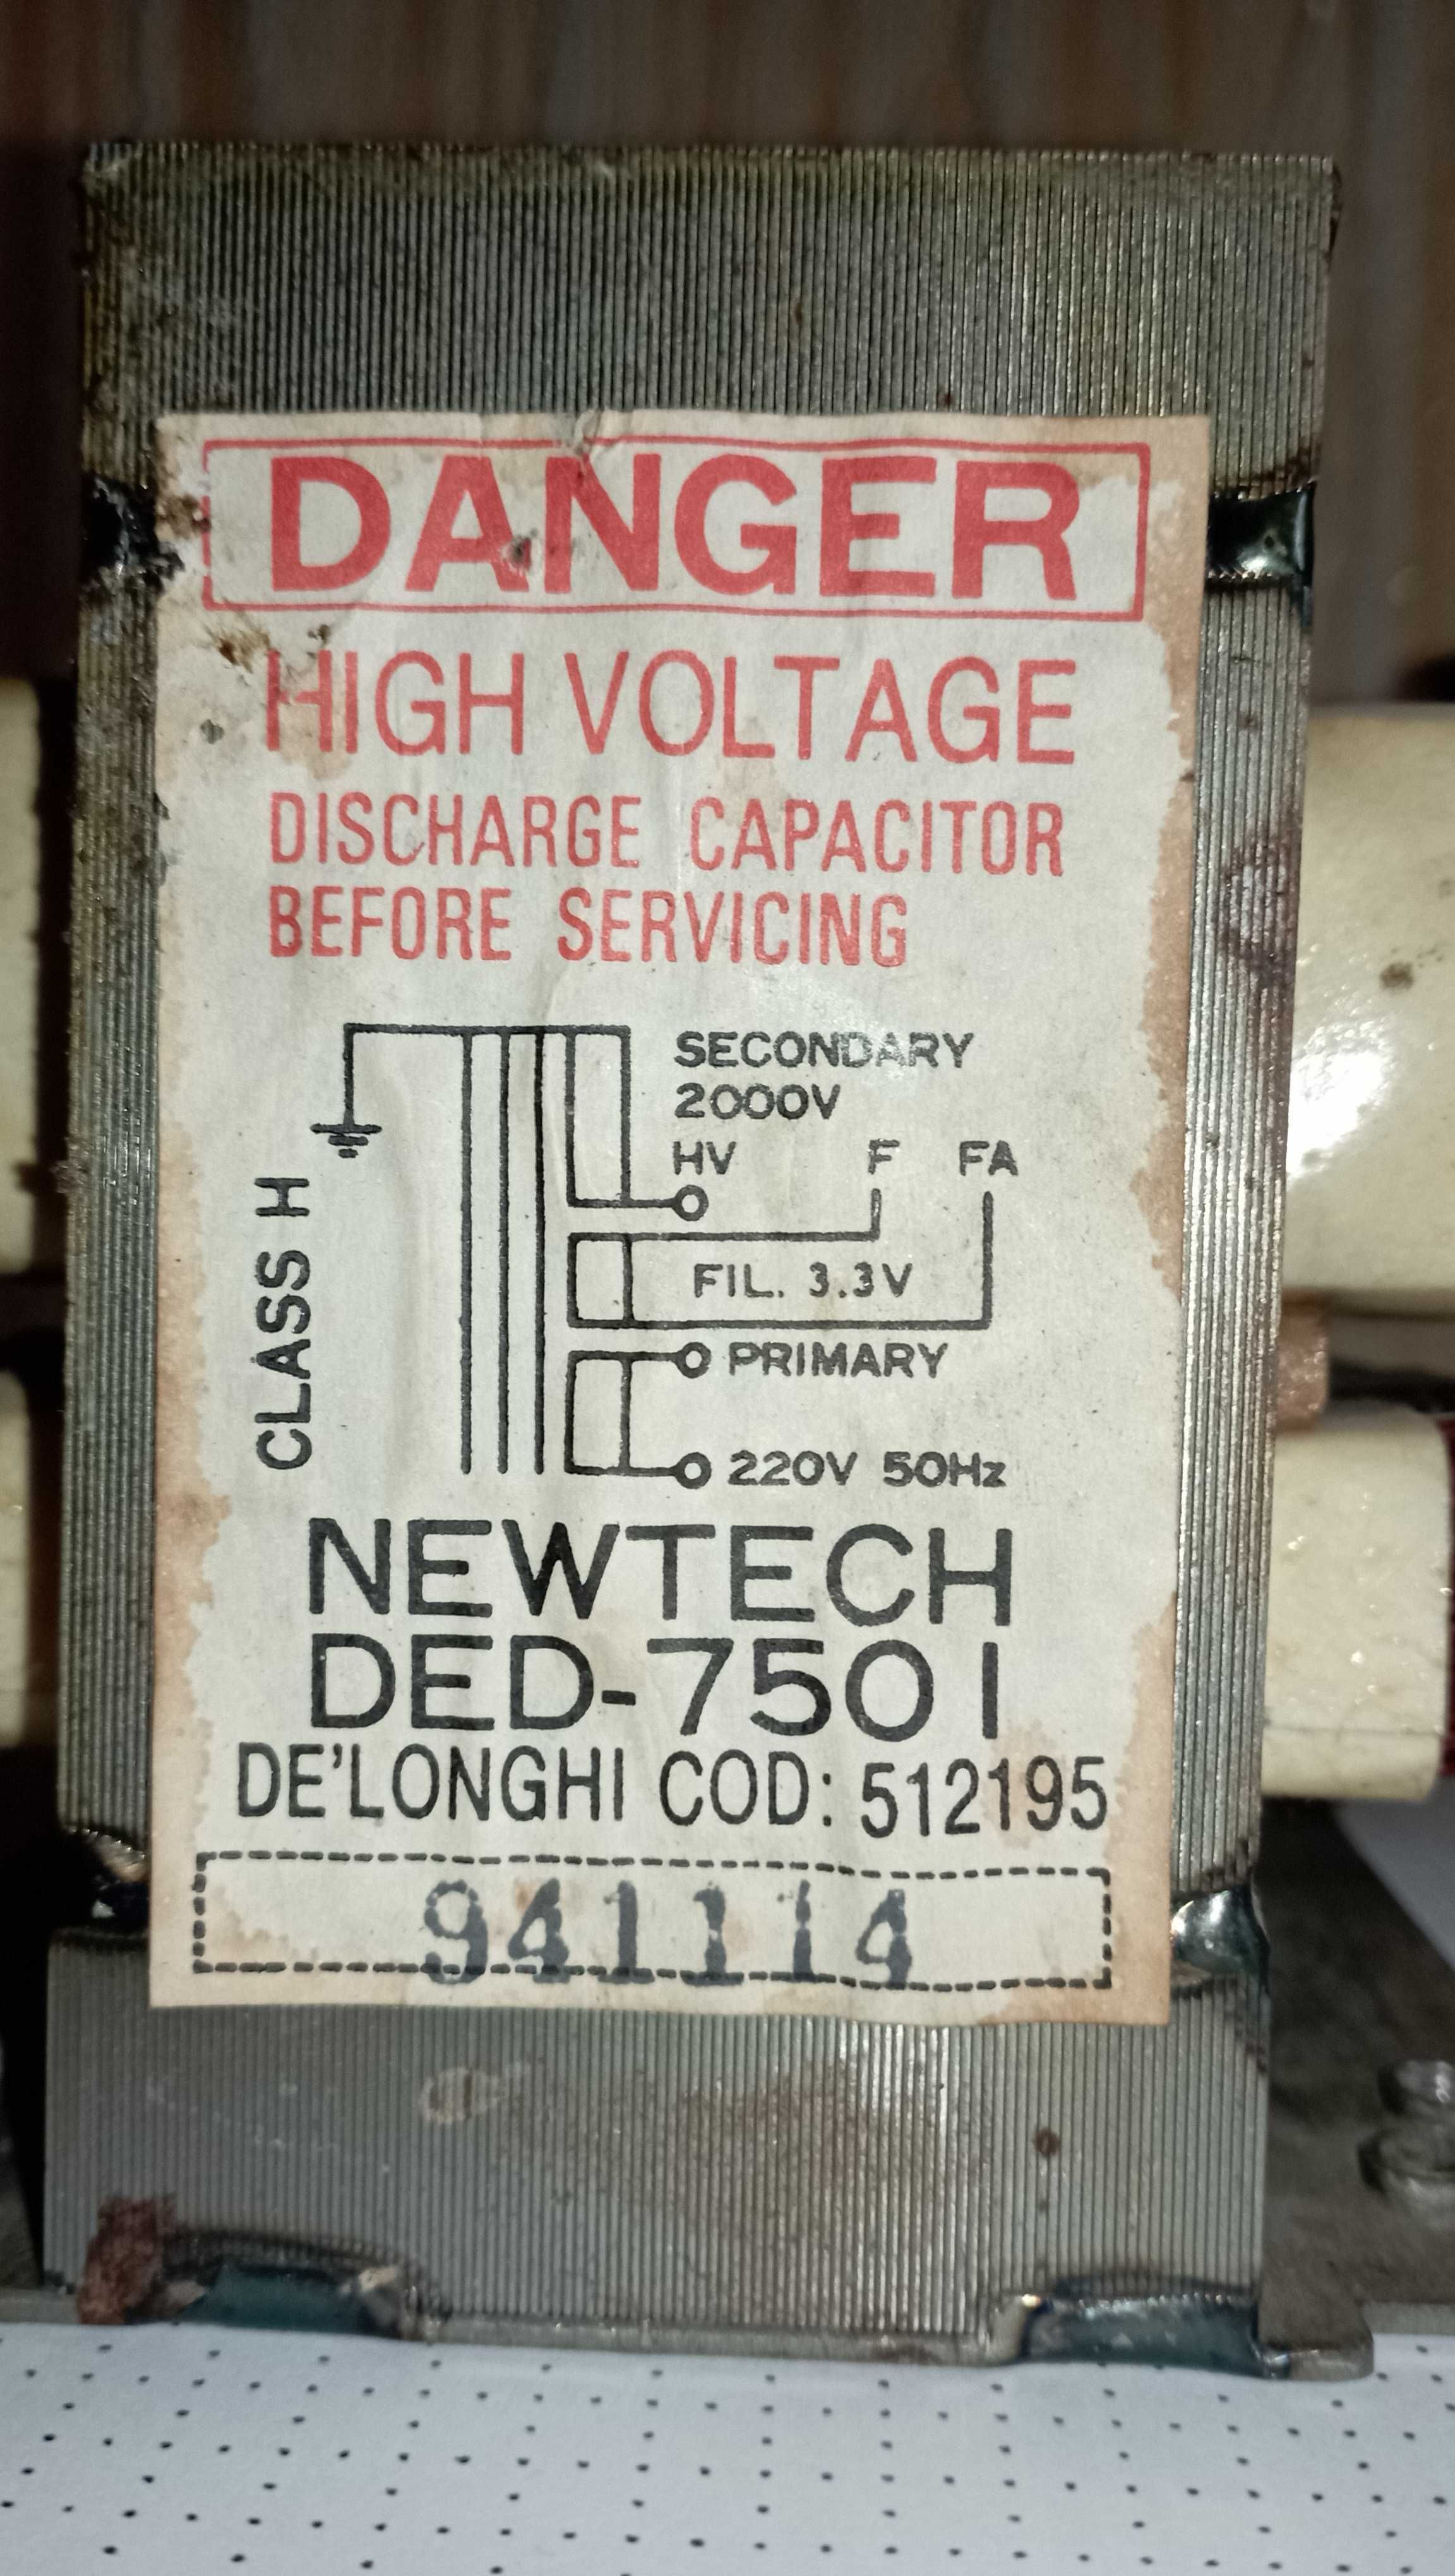 DANGER
HIGH VOLTAGE
DISCHARGE CAPACITOR
BEFORE SERVICING
SECONDARY
2000V
HV F FA
FIL. 3.3V
PRIMARY
220V 50Hz
CLASS H
NEWTECH
DED-7501
DE'LONGHI COD: 512195
941114